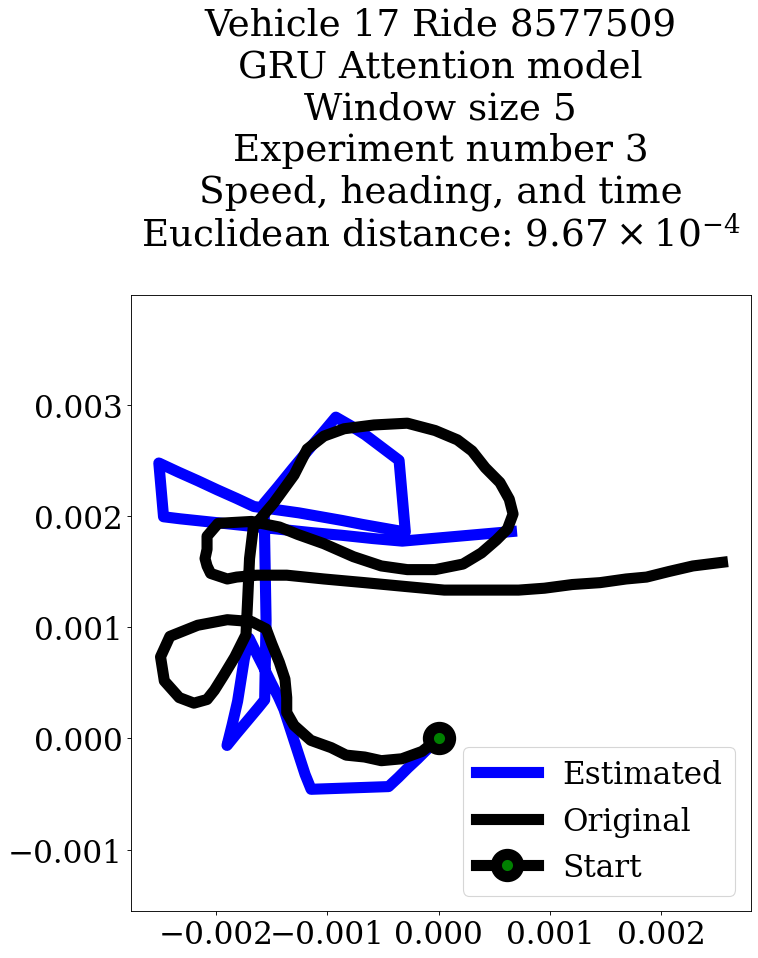 Vehicle 17 Ride 8577509
GRU Attention model
Window size 5
Experiment number 3
Speed, heading, and time
Euclidean distance: 9.67 × 10⁻⁴
0.003
0.002
0.001
0.000
−0.001
−0.002 −0.001 0.000 0.001 0.002
Estimated
Original
Start